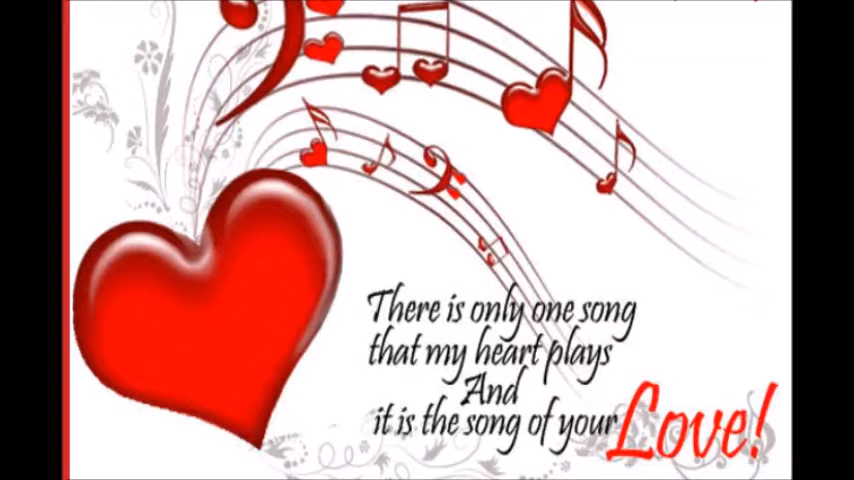 There is only one song
that my heart plays
And
it is the song of your Love!